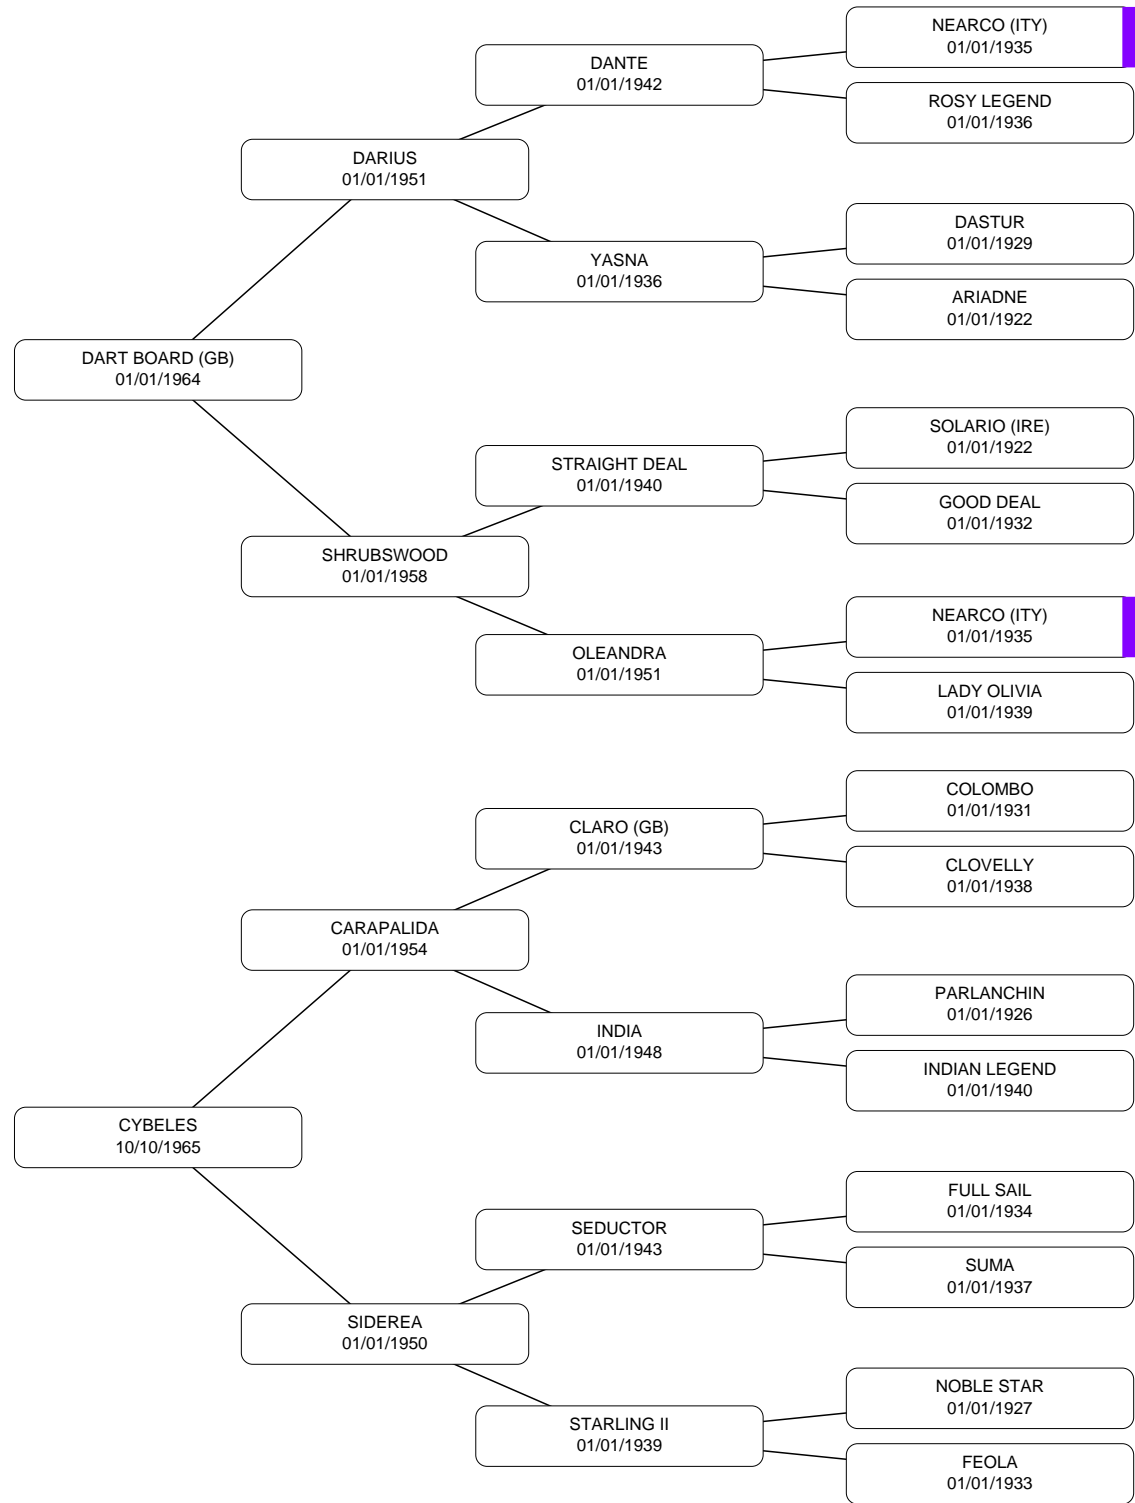 NEARCO (ITY)
01/01/1935
DANTE
01/01/1942
ROSY LEGEND
01/01/1936
DARIUS
01/01/1951
DASTUR
01/01/1929
YASNA
01/01/1936
ARIADNE
01/01/1922
DART BOARD (GB)
01/01/1964
SOLARIO (IRE)
01/01/1922
STRAIGHT DEAL
01/01/1940
GOOD DEAL
01/01/1932
SHRUBSWOOD
01/01/1958
NEARCO (ITY)
01/01/1935
OLEANDRA
01/01/1951
LADY OLIVIA
01/01/1939
COLOMBO
01/01/1931
CLARO (GB)
01/01/1943
CLOVELLY
01/01/1938
CARAPALIDA
01/01/1954
PARLANCHIN
01/01/1926
INDIA
01/01/1948
INDIAN LEGEND
01/01/1940
CYBELES
10/10/1965
FULL SAIL
01/01/1934
SEDUCTOR
01/01/1943
SUMA
01/01/1937
SIDEREA
01/01/1950
NOBLE STAR
01/01/1927
STARLING II
01/01/1939
FEOLA
01/01/1933